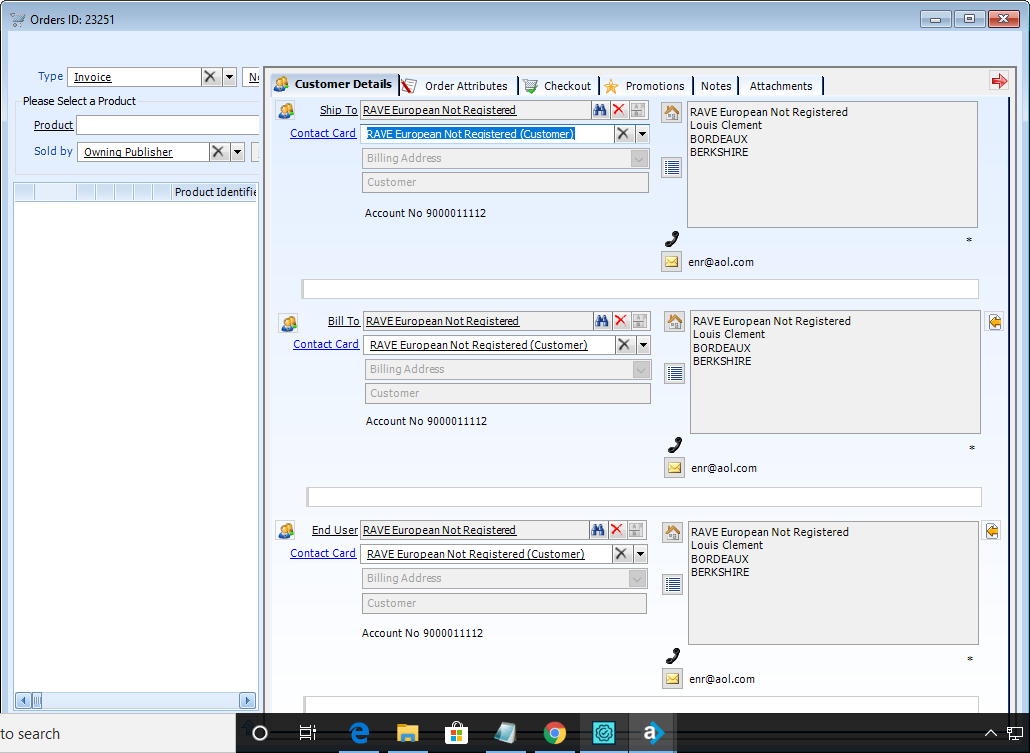 Orders ID: 23251
Type Invoice
Please Select a Product
Product
Sold by Owning Publisher
Product Identifie
Customer Details Order Attributes Checkout Promotions Notes Attachments
Ship To RAVE European Not Registered
Contact Card RAVE European Not Registered (Customer)
Billing Address
Customer
Account No 9000011112
RAVE European Not Registered
Louis Clement
BORDEAUX
BERKSHIRE
*
enr@aol.com
Bill To RAVE European Not Registered
Contact Card RAVE European Not Registered (Customer)
Billing Address
Customer
Account No 9000011112
RAVE European Not Registered
Louis Clement
BORDEAUX
BERKSHIRE
*
enr@aol.com
End User RAVE European Not Registered
Contact Card RAVE European Not Registered (Customer)
Billing Address
Customer
Account No 9000011112
RAVE European Not Registered
Louis Clement
BORDEAUX
BERKSHIRE
*
enr@aol.com
to search